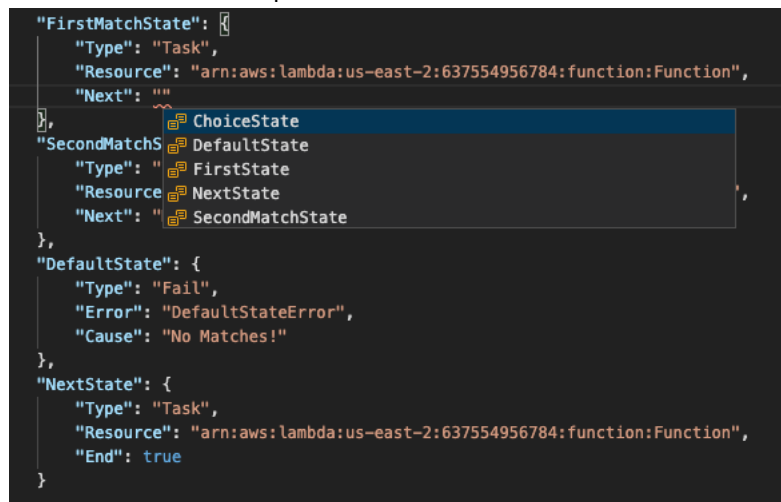 "FirstMatchState": {
"Type": "Task",
"Resource": "arn:aws:lambda:us-east-2:637554956784:function:Function",
"Next": ""
},
ChoiceState
"SecondMatchS
DefaultState
"Type": "
FirstState
"Resource
NextState
",
"Next": "
SecondMatchState
},
"DefaultState": {
"Type": "Fail",
"Error": "DefaultStateError",
"Cause": "No Matches!"
},
"NextState": {
"Type": "Task",
"Resource": "arn:aws:lambda:us-east-2:637554956784:function:Function",
"End": true
}